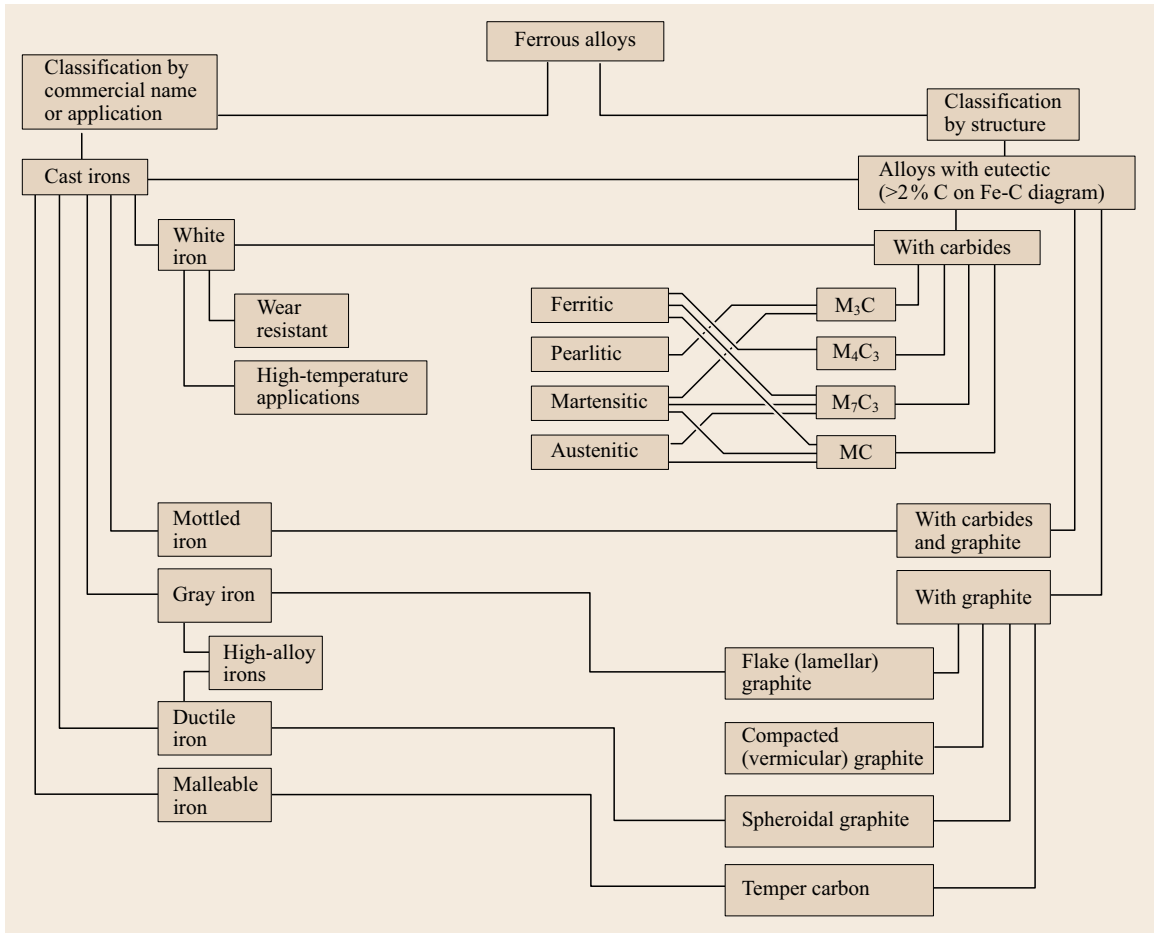 Ferrous alloys
Classification by
commercial name
or application
Classification
by structure
Cast irons
Alloys with eutectic
(>2% C on Fe-C diagram)
White
iron
With carbides
Wear
resistant
High-temperature
applications
Ferritic
Pearlitic
Martensitic
Austenitic
M₃C
M₄C₃
M₇C₃
MC
Mottled
iron
With carbides
and graphite
Gray iron
With graphite
High-alloy
irons
Flake (lamellar)
graphite
Ductile
iron
Compacted
(vermicular) graphite
Malleable
iron
Spheroidal graphite
Temper carbon